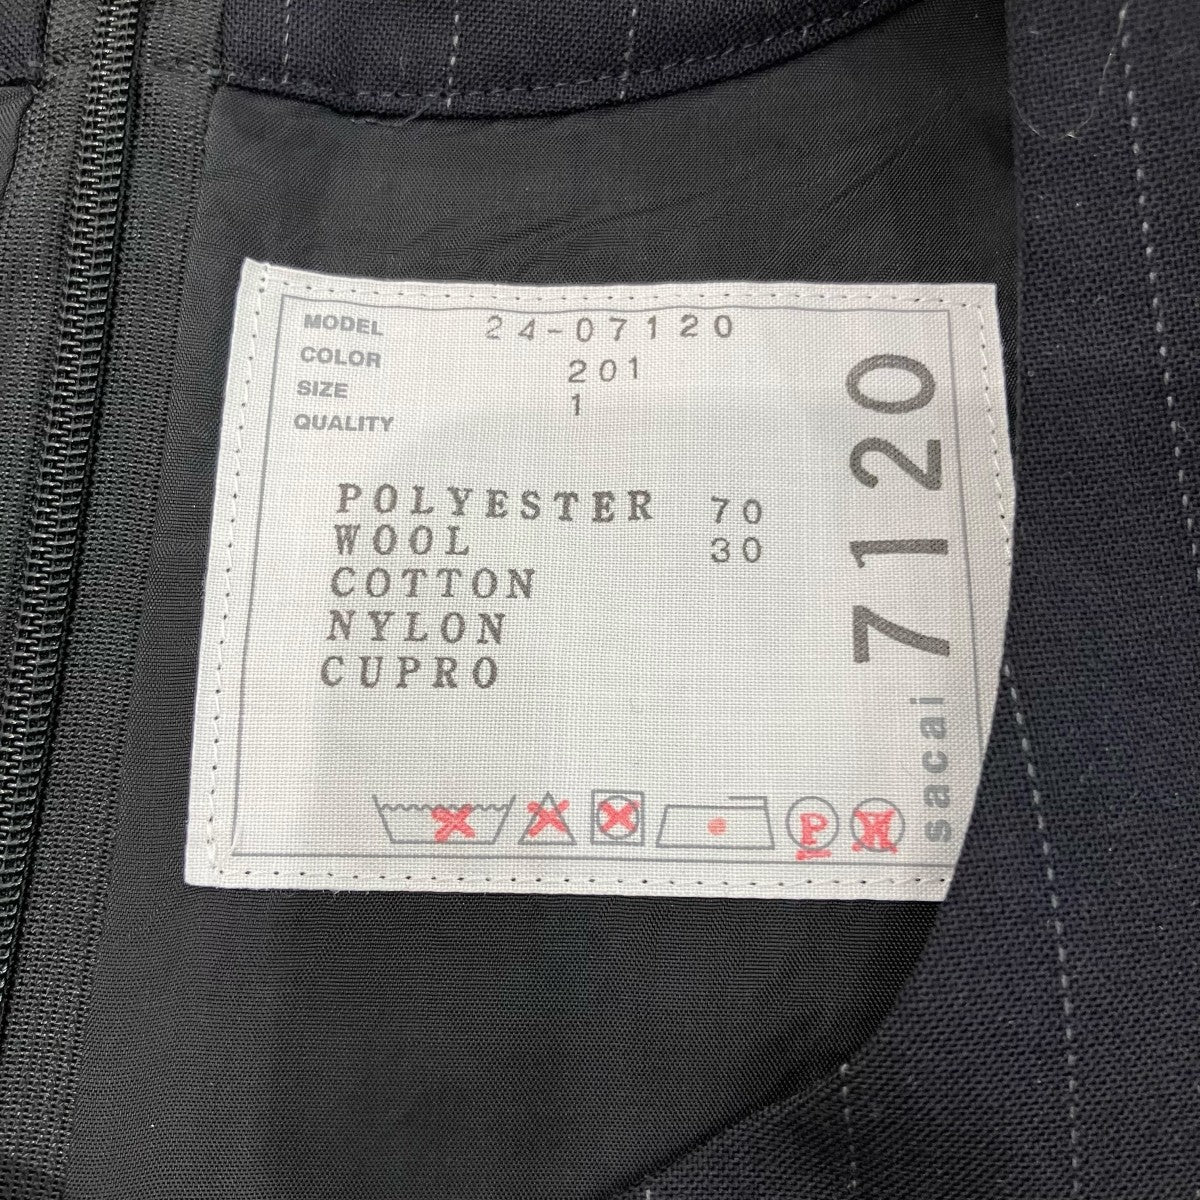 MODEL 24-07120
COLOR 201
SIZE 1
QUALITY
POLYESTER 70
WOOL 30
COTTON
NYLON
CUPRO
P W
sacai 7120